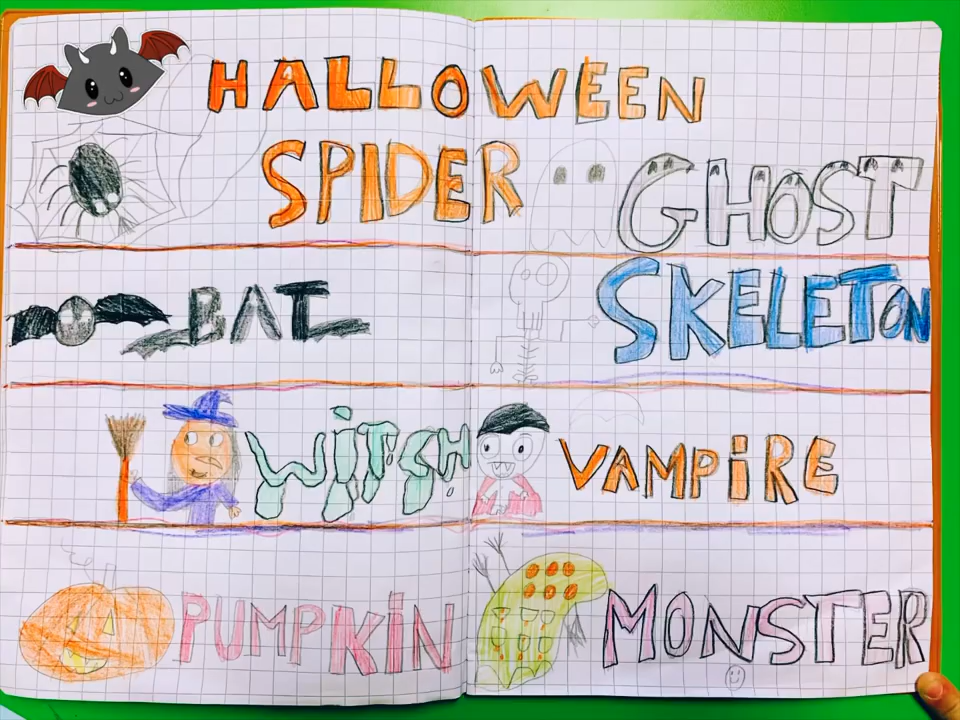 HALLOWEEN
SPIDER
GHOST
BAT
SKELETON
WiTCH
VAMPiRE
PUMPKiN
MONSTER